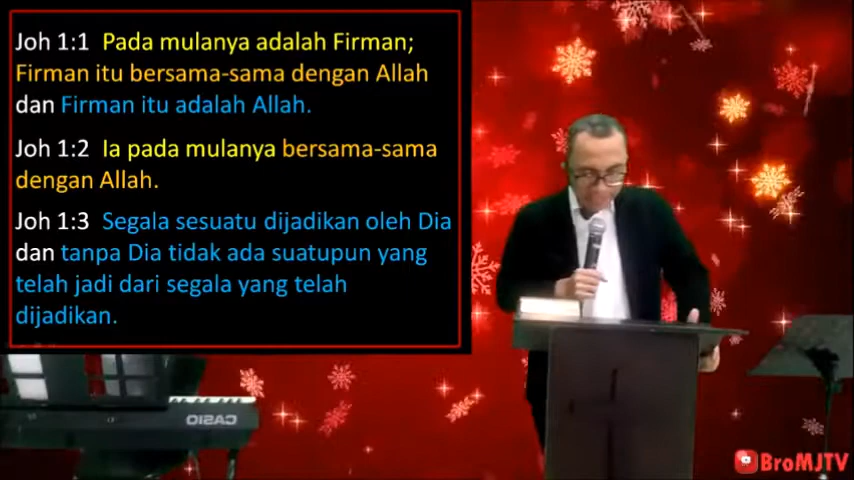 Joh 1:1 Pada mulanya adalah Firman;
Firman itu bersama-sama dengan Allah
dan Firman itu adalah Allah.
Joh 1:2 Ia pada mulanya bersama-sama
dengan Allah.
Joh 1:3 Segala sesuatu dijadikan oleh Dia
dan tanpa Dia tidak ada suatupun yang
telah jadi dari segala yang telah
dijadikan.
CASIO
BroMJTV